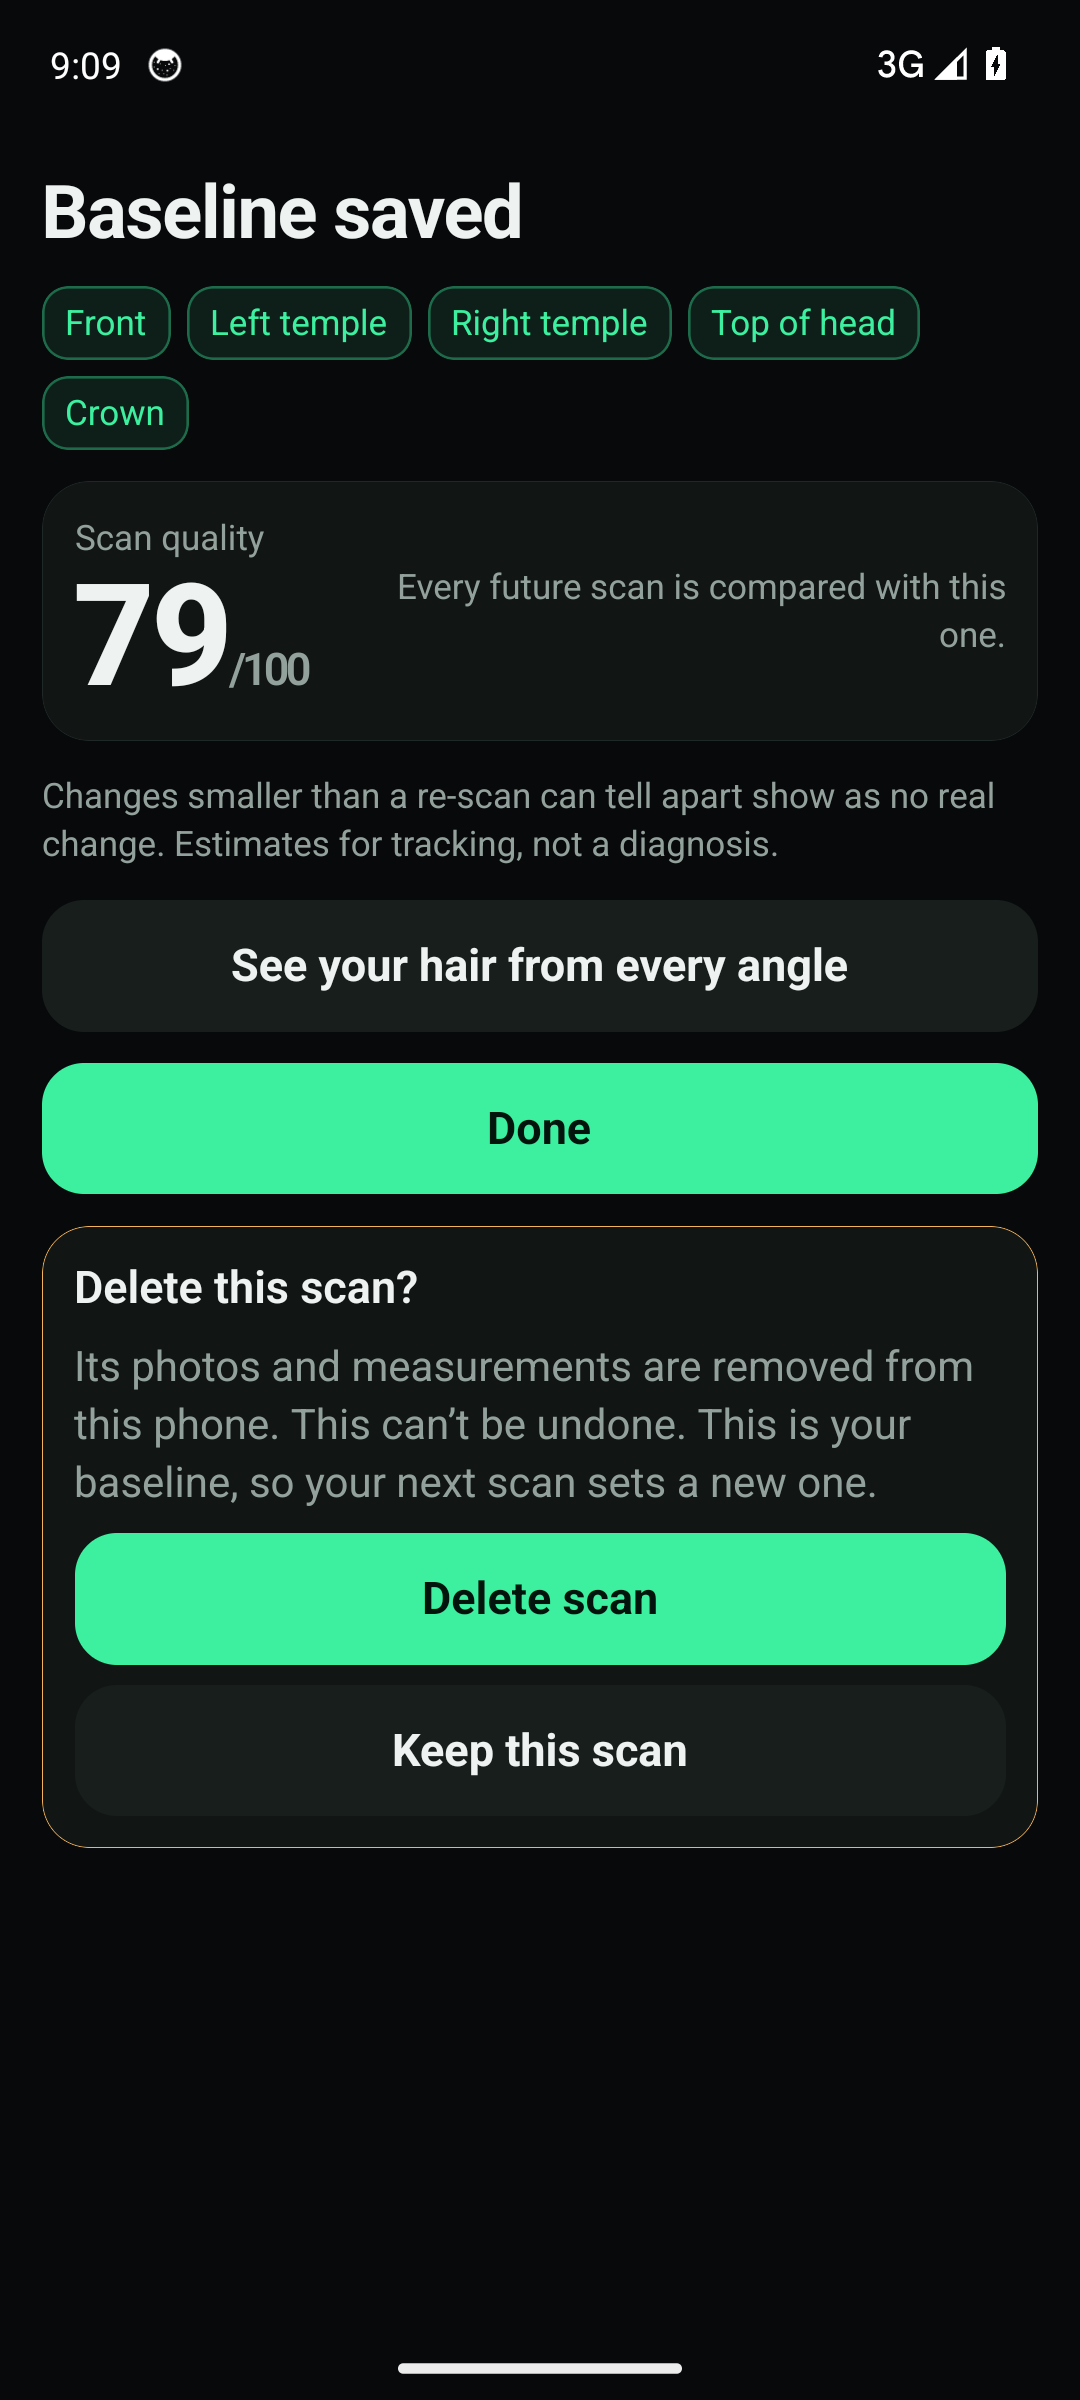 9:09
3G
Baseline saved
Front
Left temple
Right temple
Top of head
Crown
Scan quality
79/100
Every future scan is compared with this
one.
Changes smaller than a re-scan can tell apart show as no real
change. Estimates for tracking, not a diagnosis.
See your hair from every angle
Done
Delete this scan?
Its photos and measurements are removed from
this phone. This can’t be undone. This is your
baseline, so your next scan sets a new one.
Delete scan
Keep this scan